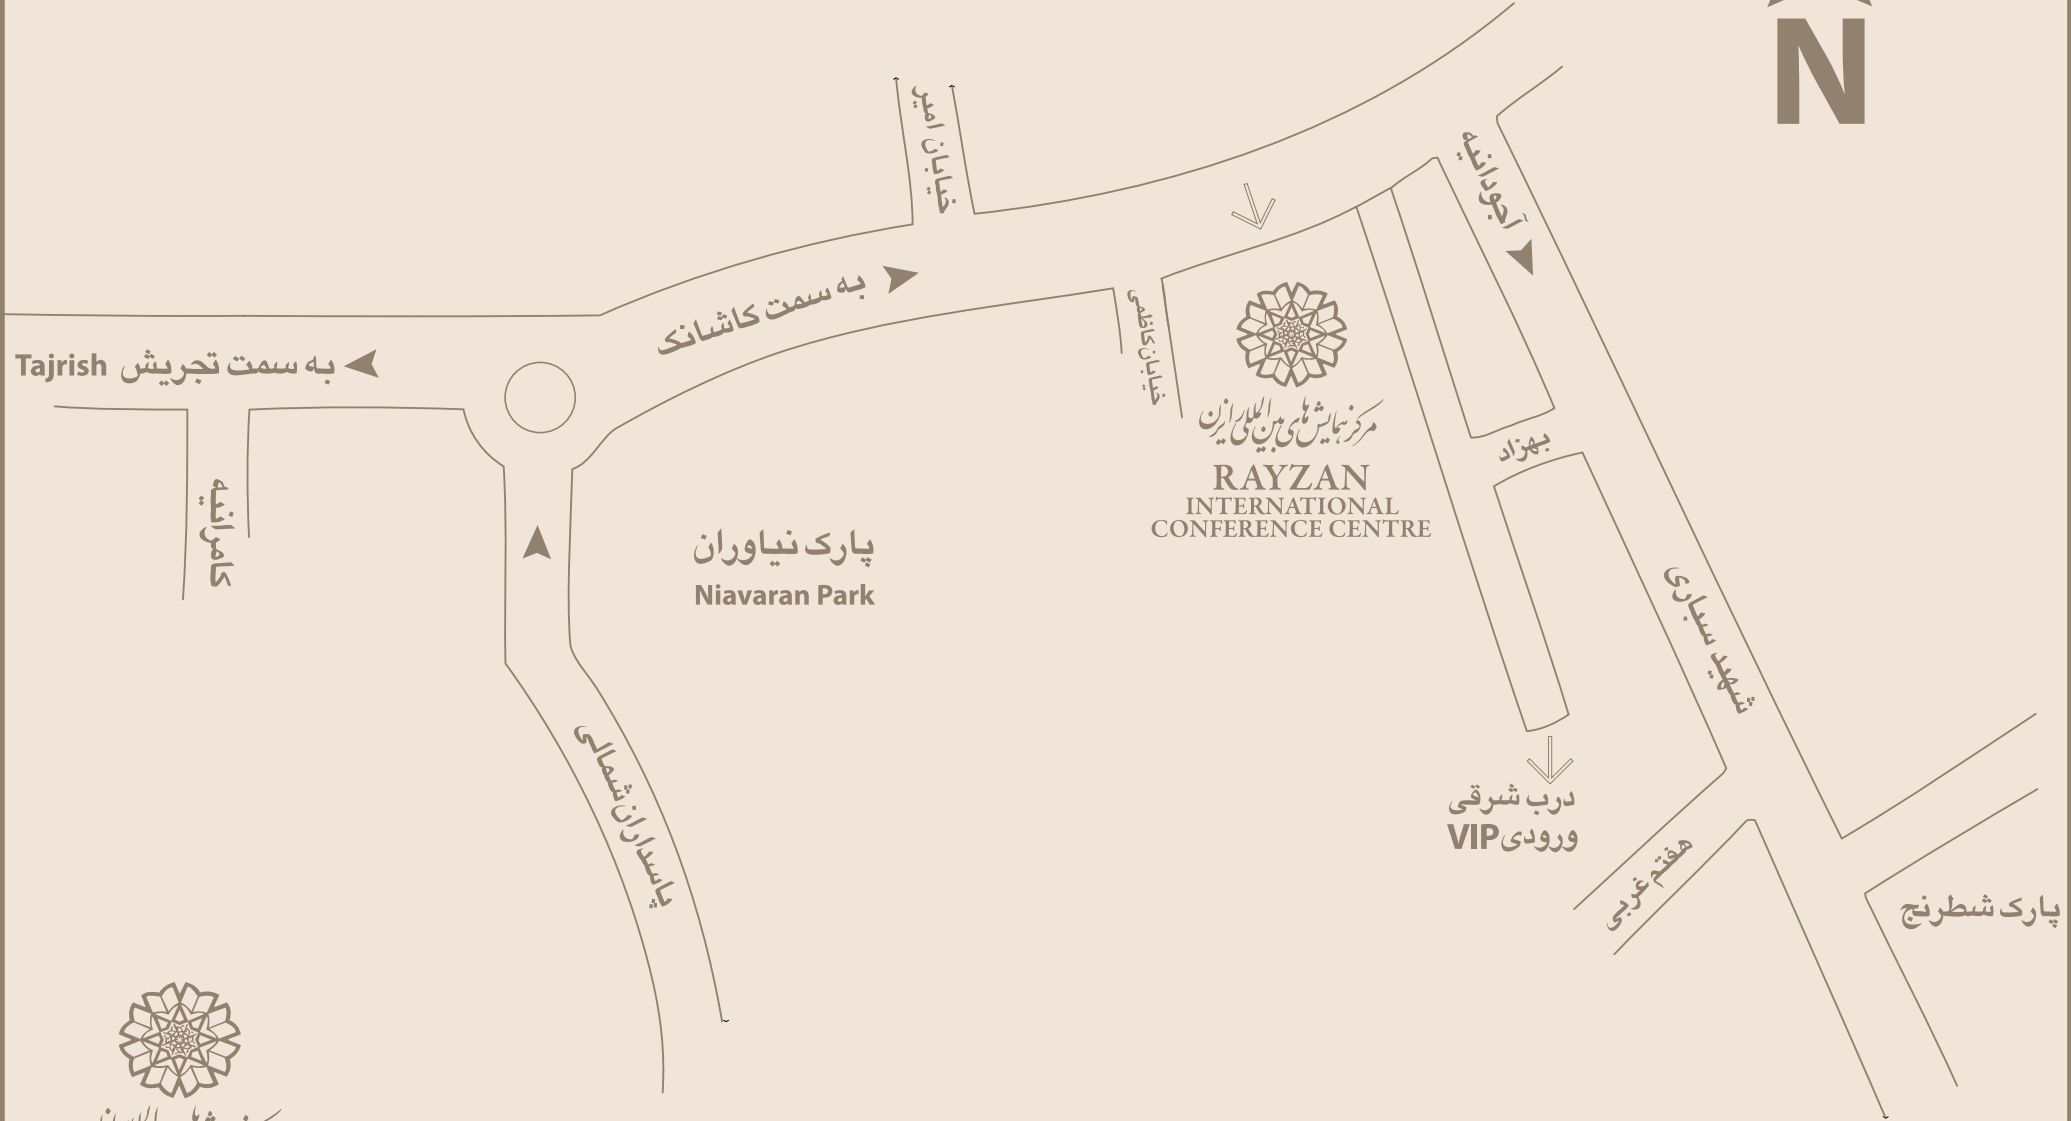 N
خیابان امیر
آجودانیه
به سمت کاشانک
خیابان کاظمی
به سمت تجریش Tajrish
مرکز همایش‌های بین‌المللی رایزن
RAYZAN
INTERNATIONAL
CONFERENCE CENTRE
بهزاد
کامرانیه
پارک نیاوران
Niavaran Park
شهید سباری
پاسداران شمالی
درب شرقی
ورودی VIP
هفتم غربی
پارک شطرنج